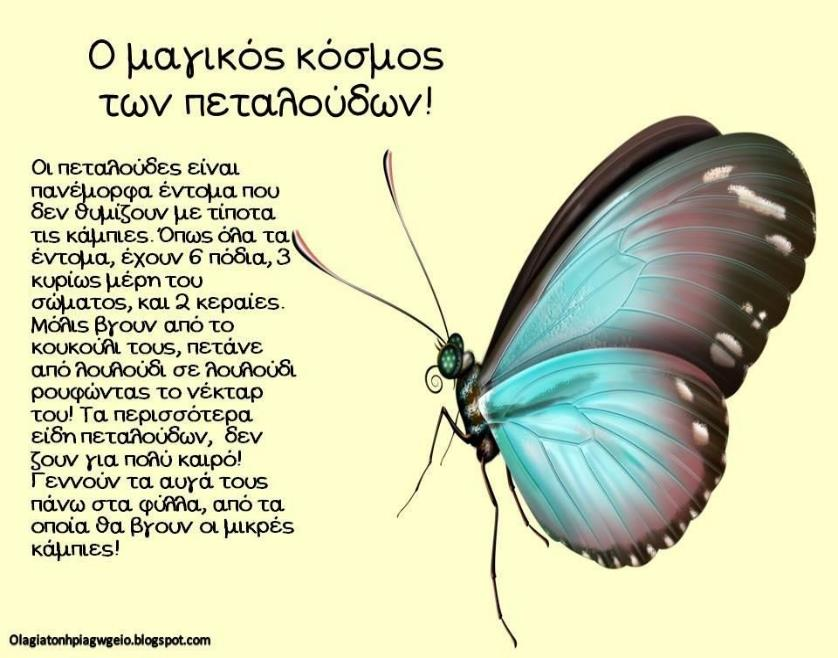 Ο μαγικός κόσμος
των πεταλούδων!
Οι πεταλούδες είναι
πανέμορφα έντομα που
δεν θυμίζουν με τίποτα
τις κάμπιες. Όπως όλα τα
έντομα, έχουν 6 πόδια, 3
κυρίως μέρη του
σώματος, και 2 κεραίες.
Μόλις βγουν από το
κουκούλι τους, πετάνε
από λουλούδι σε λουλούδι
ρουφώντας το νέκταρ
του! Τα περισσότερα
είδη πεταλούδων, δεν
ζουν για πολύ καιρό!
Γεννούν τα αυγά τους
πάνω στα φύλλα, από τα
οποία θα βγουν οι μικρές
κάμπιες!
Olagiatonhpiagwgeio.blogspot.com